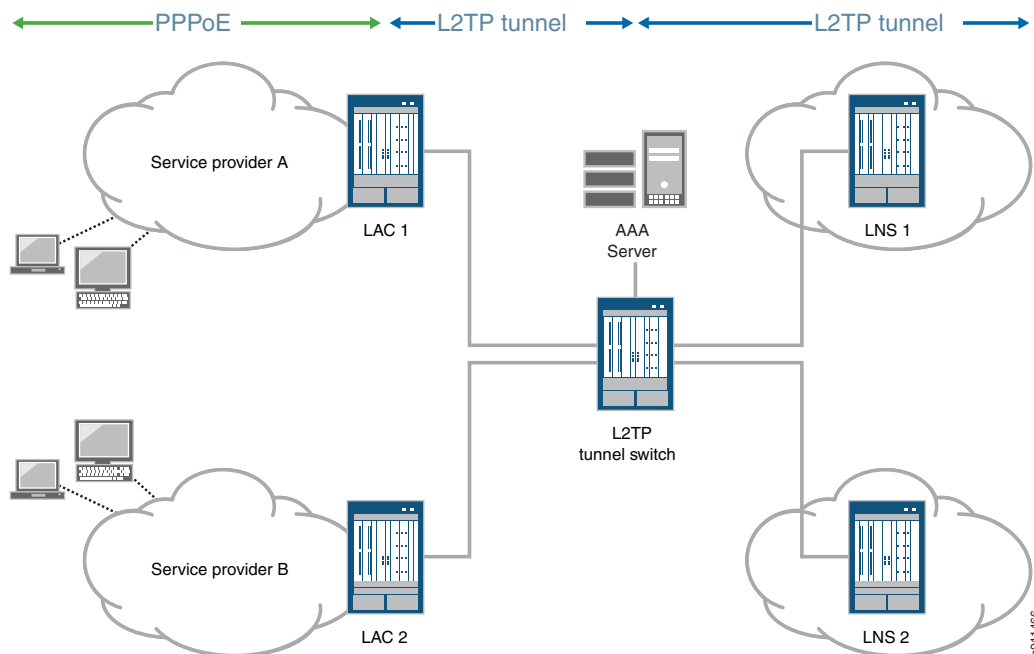 PPPoE
L2TP tunnel
L2TP tunnel
Service provider A
LAC 1
AAA
Server
LNS 1
L2TP
tunnel switch
Service provider B
LAC 2
LNS 2